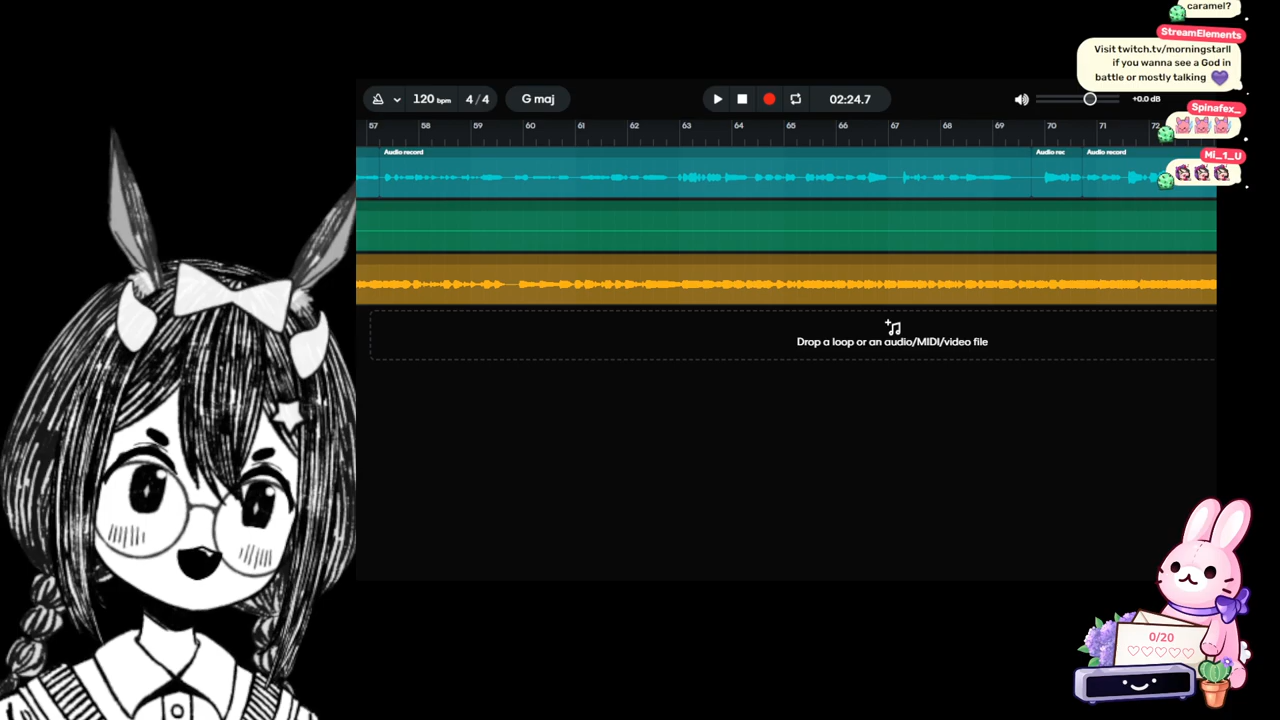 caramel?
StreamElements
Visit twitch.tv/morningstarll
if you wanna see a God in
battle or mostly talking
Spinafex_
Mi_1_U
120 bpm
4/4
G maj
02:24.7
+0.0 dB
57 58 59 60 61 62 63 64 65 66 67 68 69 70 71 72
Audio record
Audio rec
Audio record
Drop a loop or an audio/MIDI/video file
0/20